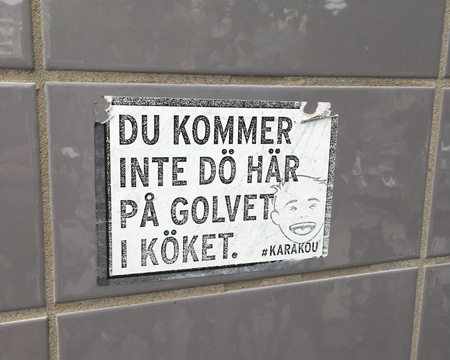 DU KOMMER
INTE DÖ HÄR
PÅ GOLVET
I KÖKET.
#KARAKOU